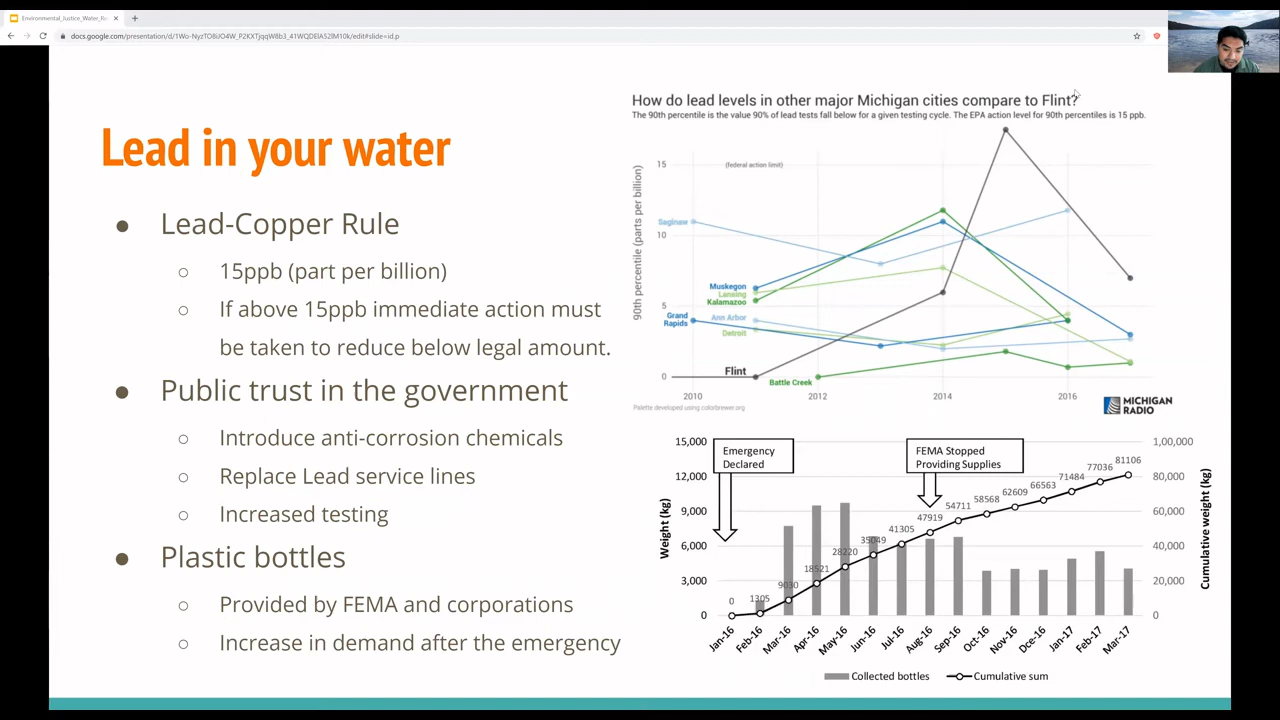 Environmental_Justice_Water_Re
docs.google.com/presentation/d/1Wo-NyzTO8iJO4W_P2KXTjqqW8b3_41WQDElA52lM10k/edit#slide=id.p
Lead in your water
● Lead-Copper Rule
○ 15ppb (part per billion)
○ If above 15ppb immediate action must
be taken to reduce below legal amount.
● Public trust in the government
○ Introduce anti-corrosion chemicals
○ Replace Lead service lines
○ Increased testing
● Plastic bottles
○ Provided by FEMA and corporations
○ Increase in demand after the emergency
How do lead levels in other major Michigan cities compare to Flint?
The 90th percentile is the value 90% of lead tests fall below for a given testing cycle. The EPA action level for 90th percentiles is 15 ppb.
90th percentile (parts per billion)
15
(federal action limit)
10
5
0
Saginaw
Muskegon
Lansing
Kalamazoo
Grand
Rapids
Ann Arbor
Detroit
Flint
Battle Creek
2010 2012 2014 2016
Palette developed using colorbrewer.org
MICHIGAN
RADIO
Emergency
Declared
FEMA Stopped
Providing Supplies
Weight (kg)
15,000
12,000
9,000
6,000
3,000
0
0 1305 9030 18521 28220 35049 41305 47919 54711 58568 62609 66563 71484 77036 81106
1,00,000
80,000
60,000
40,000
20,000
0
Cumulative weight (kg)
Jan-16 Feb-16 Mar-16 Apr-16 May-16 Jun-16 Jul-16 Aug-16 Sep-16 Oct-16 Nov-16 Dce-16 Jan-17 Feb-17 Mar-17
Collected bottles Cumulative sum